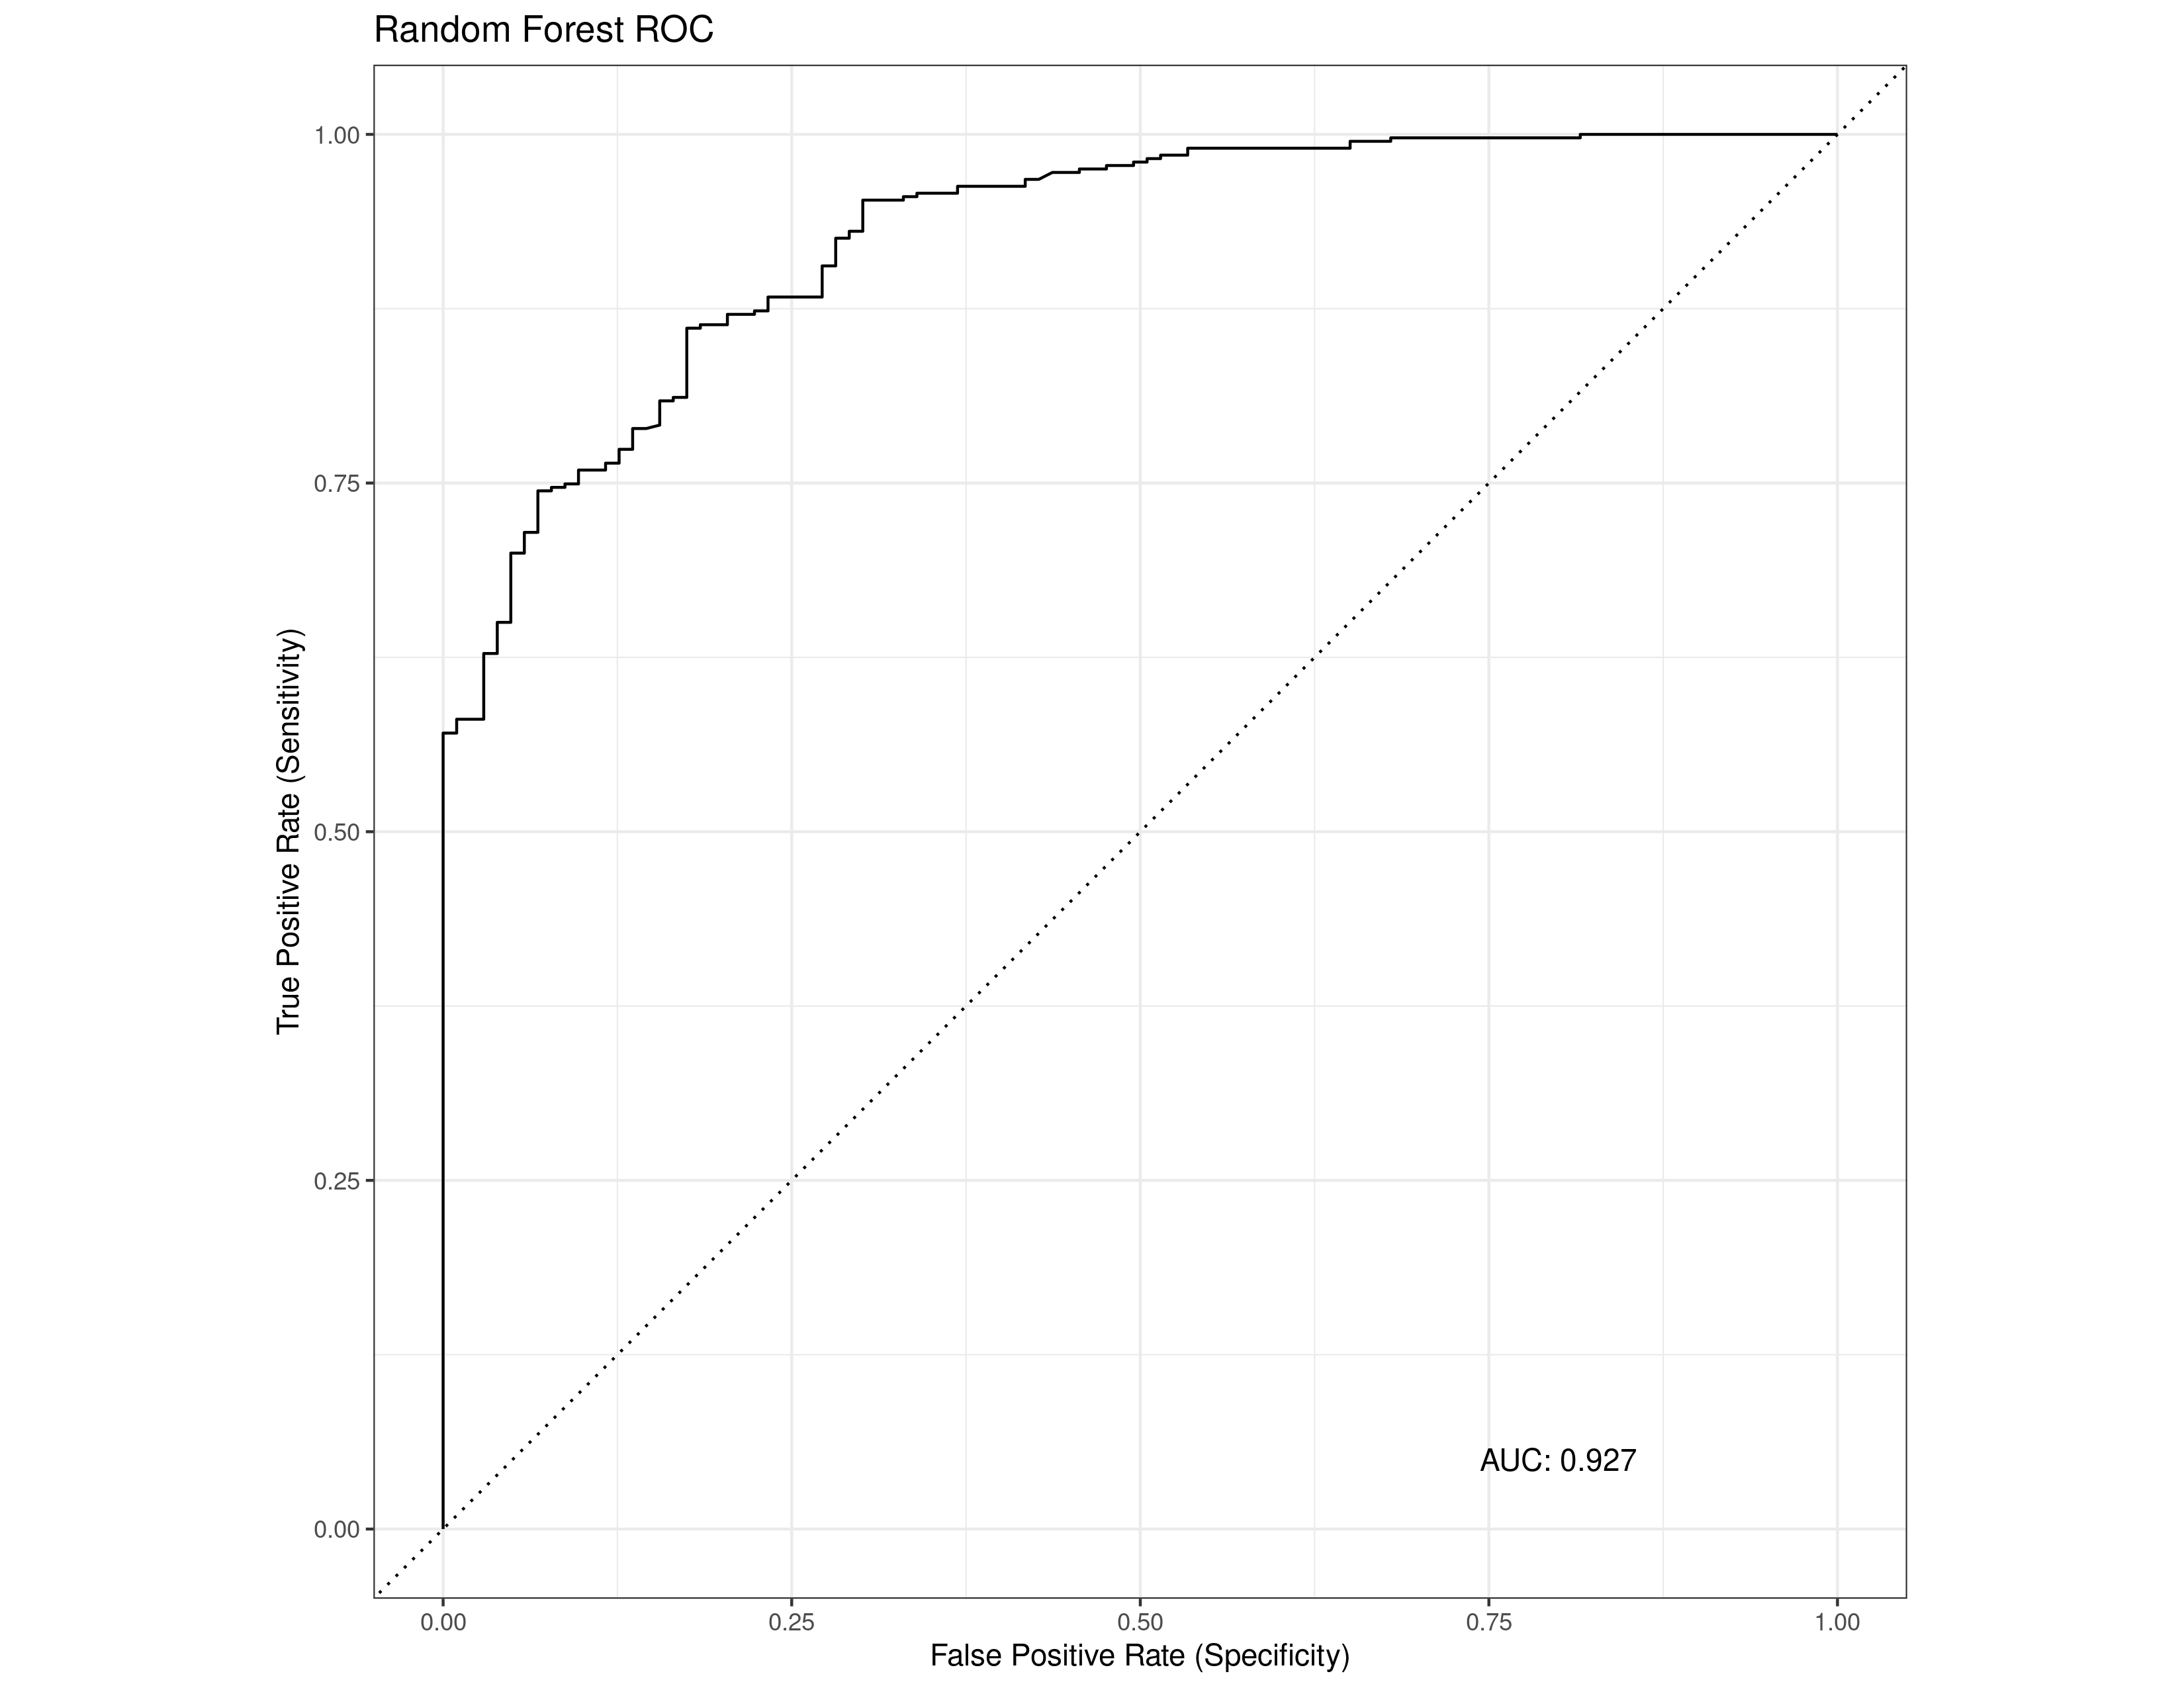 Random Forest ROC
True Positive Rate (Sensitivity)
1.00
0.75
0.50
0.25
0.00
AUC: 0.927
0.00 0.25 0.50 0.75 1.00
False Positive Rate (Specificity)